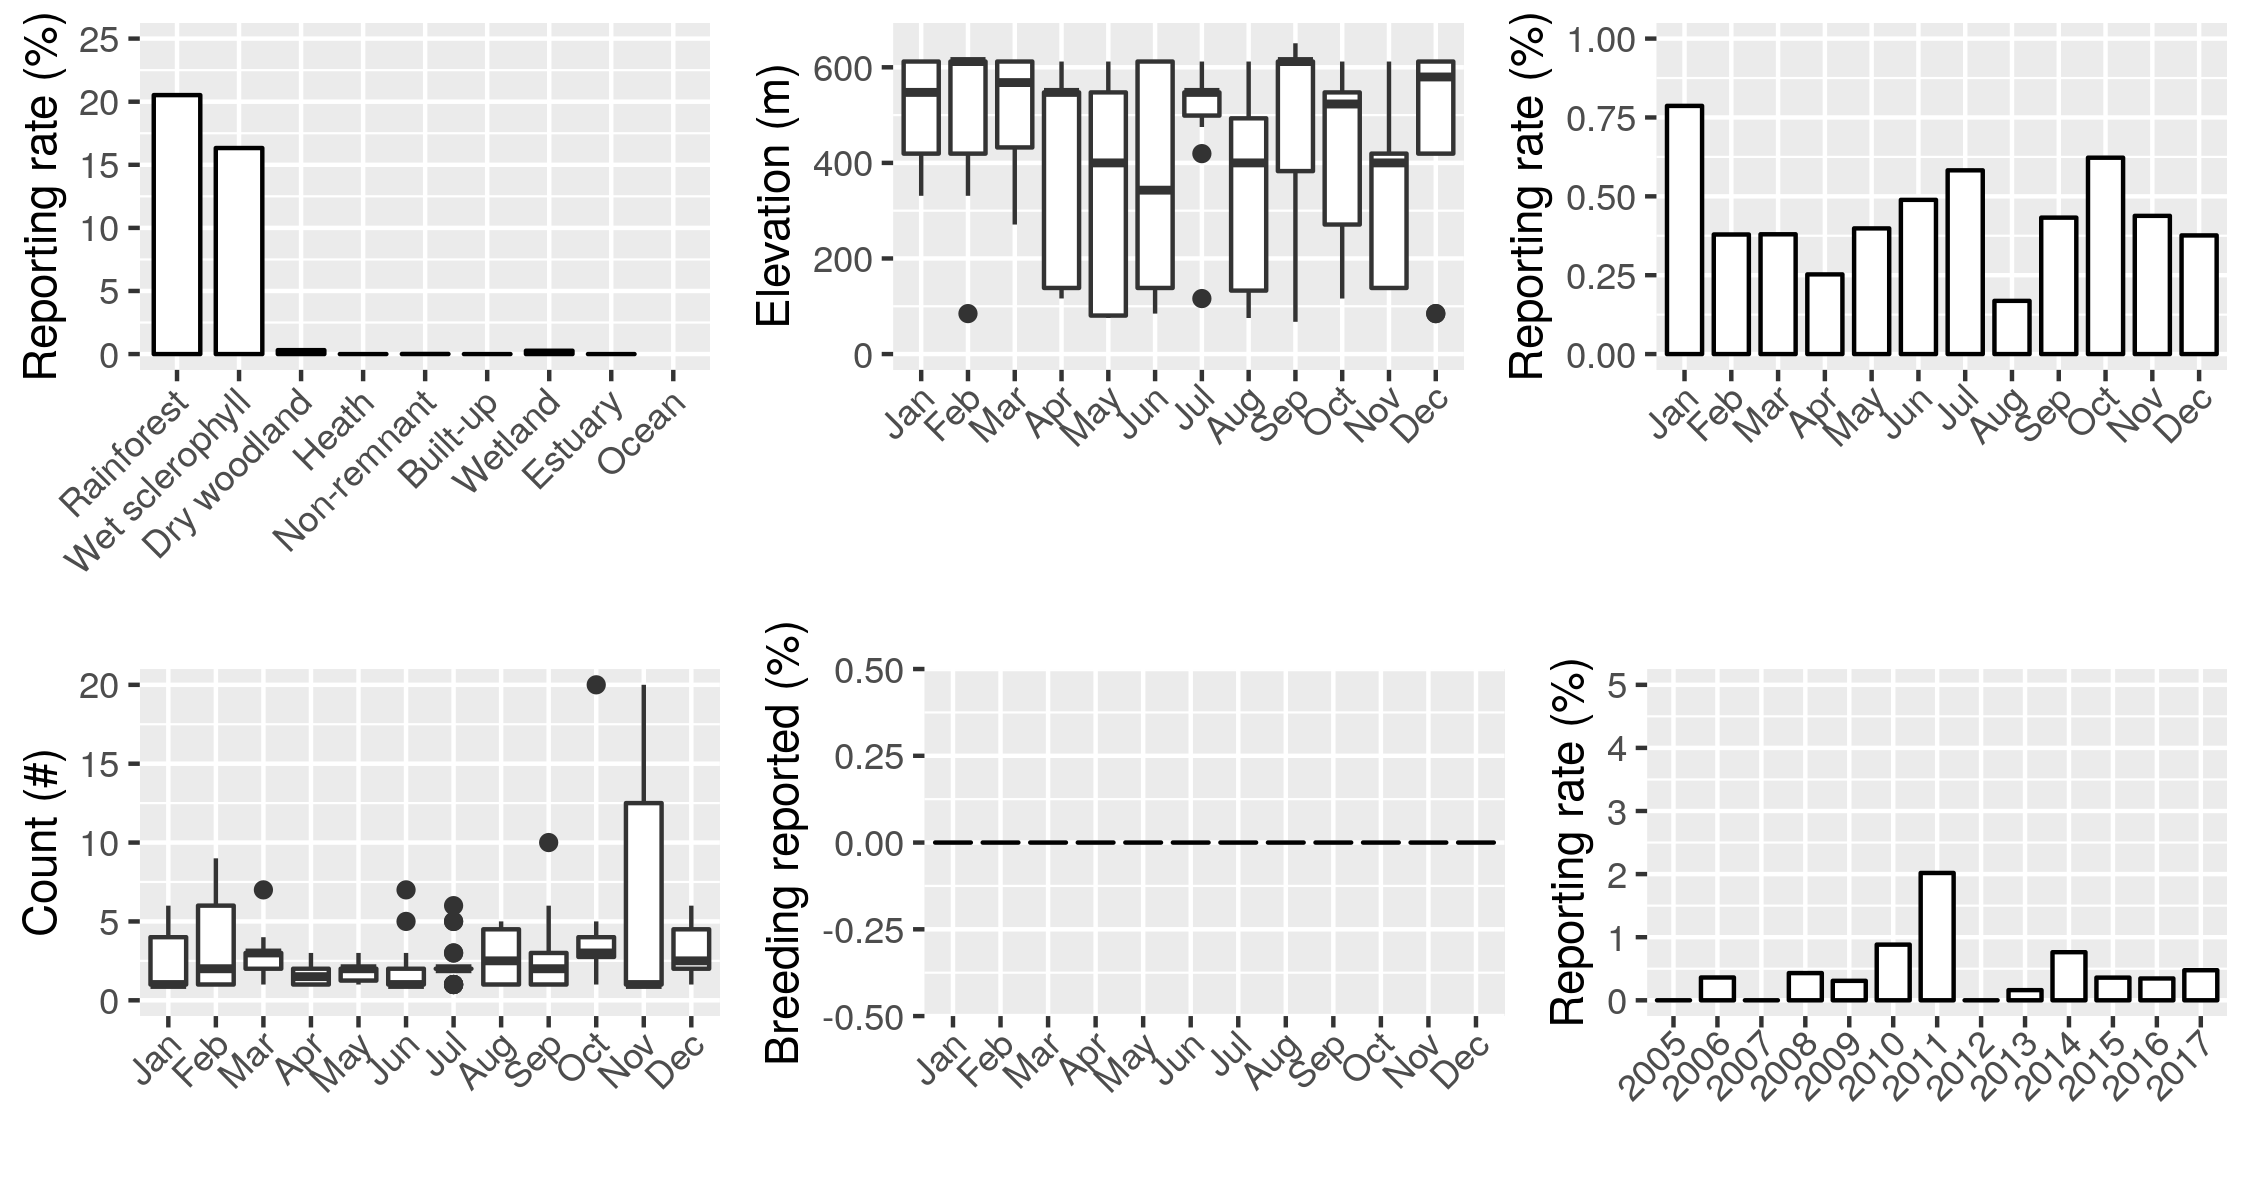 Reporting rate (%)
25
20
15
10
5
0
Rainforest
Wet sclerophyll
Dry woodland
Heath
Non-remnant
Built-up
Wetland
Estuary
Ocean
Elevation (m)
600
400
200
0
Jan
Feb
Mar
Apr
May
Jun
Jul
Aug
Sep
Oct
Nov
Dec
Reporting rate (%)
1.00
0.75
0.50
0.25
0.00
Jan
Feb
Mar
Apr
May
Jun
Jul
Aug
Sep
Oct
Nov
Dec
Count (#)
20
15
10
5
0
Jan
Feb
Mar
Apr
May
Jun
Jul
Aug
Sep
Oct
Nov
Dec
Breeding reported (%)
0.50
0.25
0.00
-0.25
-0.50
Jan
Feb
Mar
Apr
May
Jun
Jul
Aug
Sep
Oct
Nov
Dec
Reporting rate (%)
5
4
3
2
1
0
2005
2006
2007
2008
2009
2010
2011
2012
2013
2014
2015
2016
2017